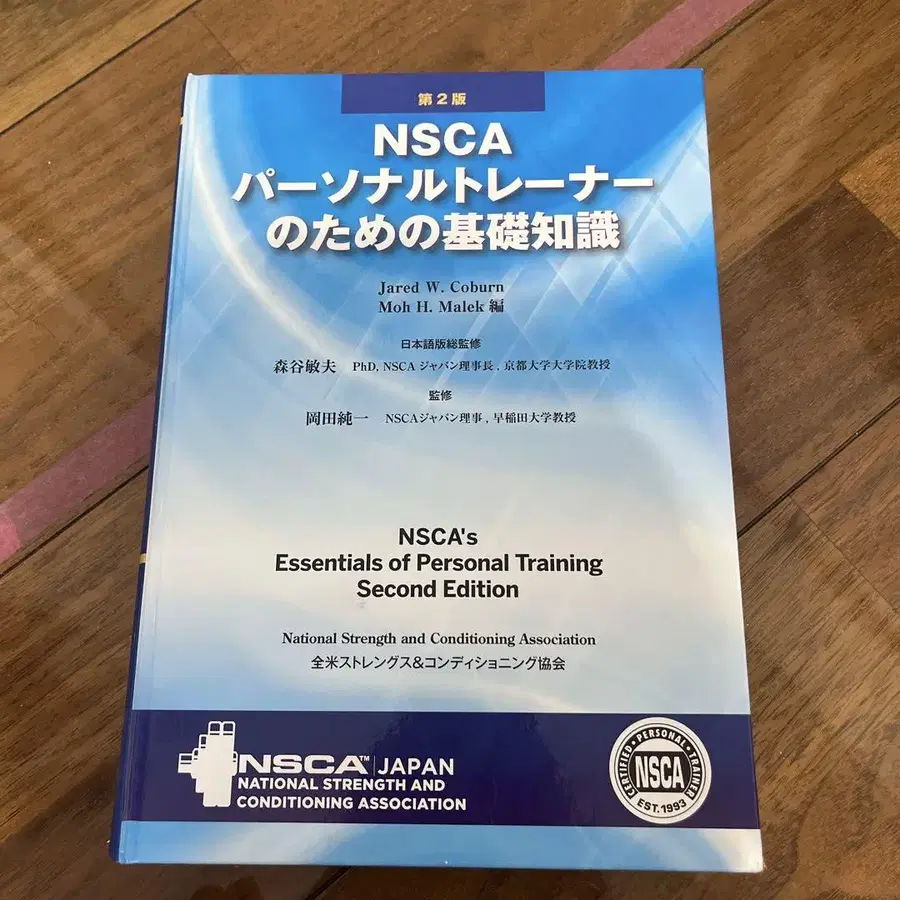 第2版
NSCA
パーソナルトレーナー
のための基礎知識
Jared W. Coburn
Moh H. Malek 編
日本語版総監修
森谷敏夫 PhD, NSCA ジャパン理事長, 京都大学大学院教授
監修
岡田純一 NSCAジャパン理事, 早稲田大学教授
NSCA's
Essentials of Personal Training
Second Edition
National Strength and Conditioning Association
全米ストレングス&コンディショニング協会
NSCA™ JAPAN
NATIONAL STRENGTH AND
CONDITIONING ASSOCIATION
CERTIFIED • PERSONAL • TRAINER
NSCA
EST. 1993